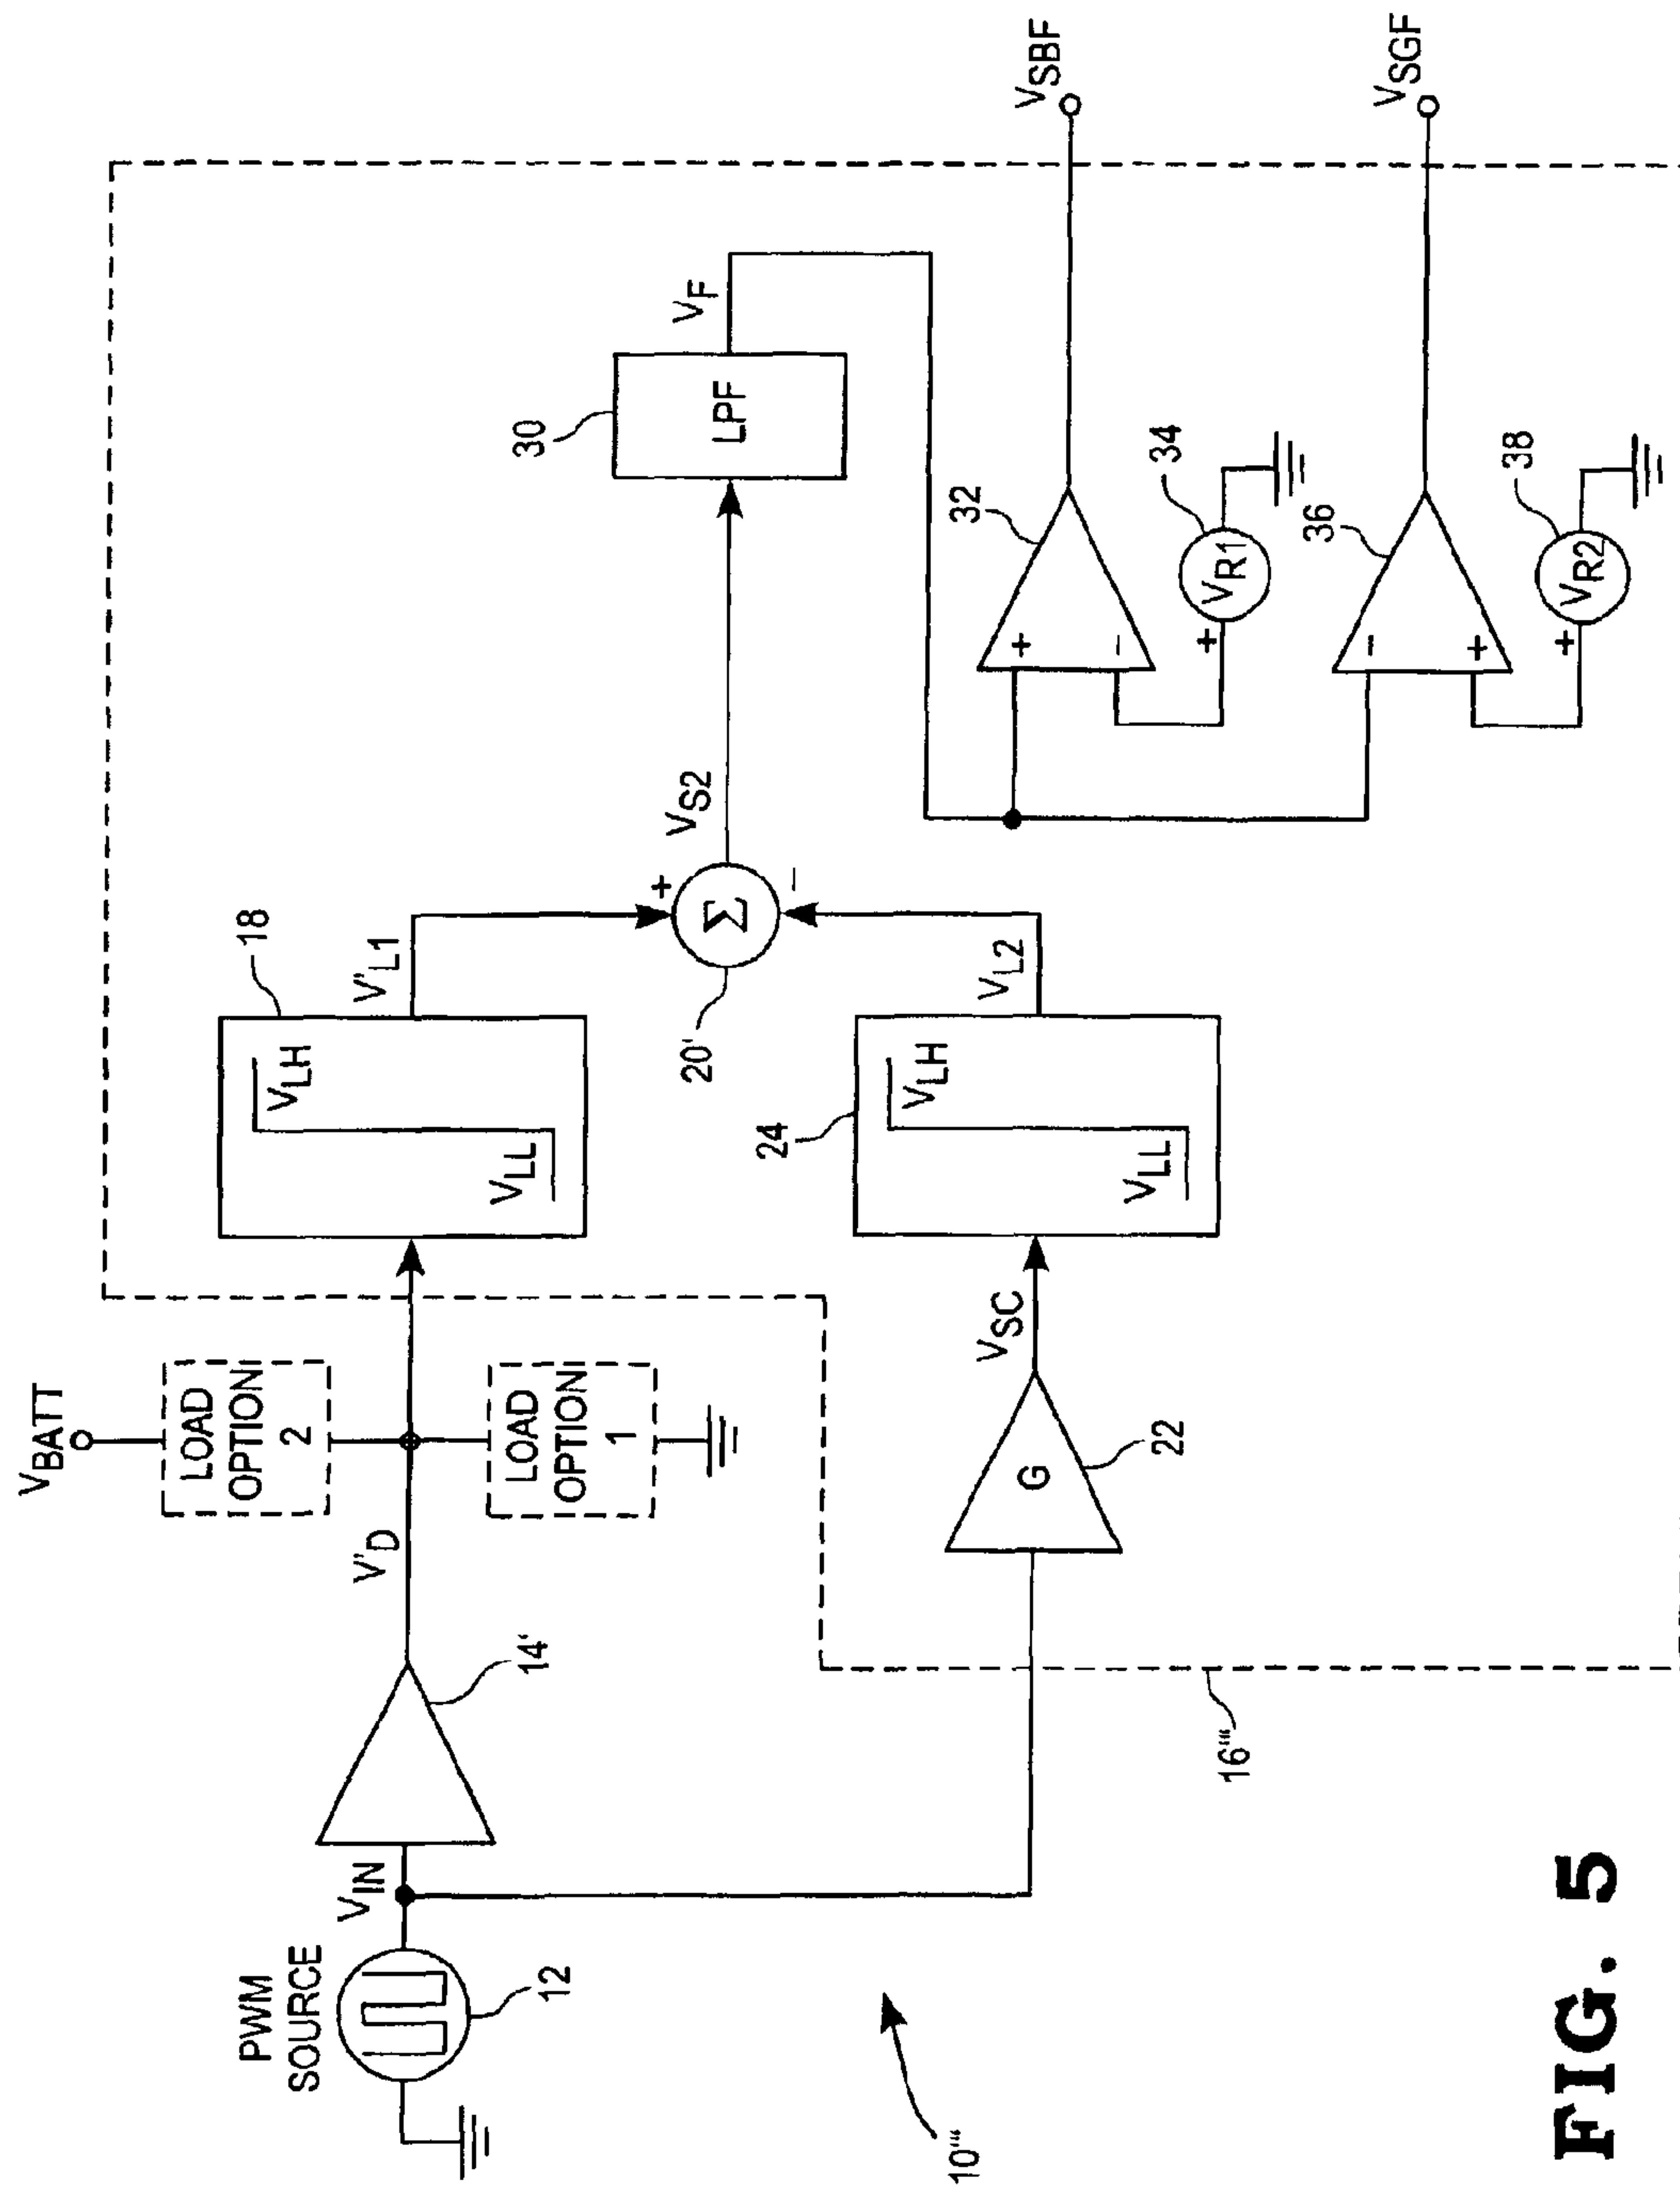 V_BATT
LOAD
OPTION
2
LOAD
OPTION
1
PWM
SOURCE
12
V_IN
14'
V'_D
18
V_LL
V_LH
V'_L1
+
−
Σ
20'
V_S2
30
LPF
V_F
G
22
V_SC
24
V_LL
V_LH
V_L2
32
+
−
34
+
V_R1
V_SBF
36
−
+
38
+
V_R2
V_SGF
16'''
10'''
FIG. 5